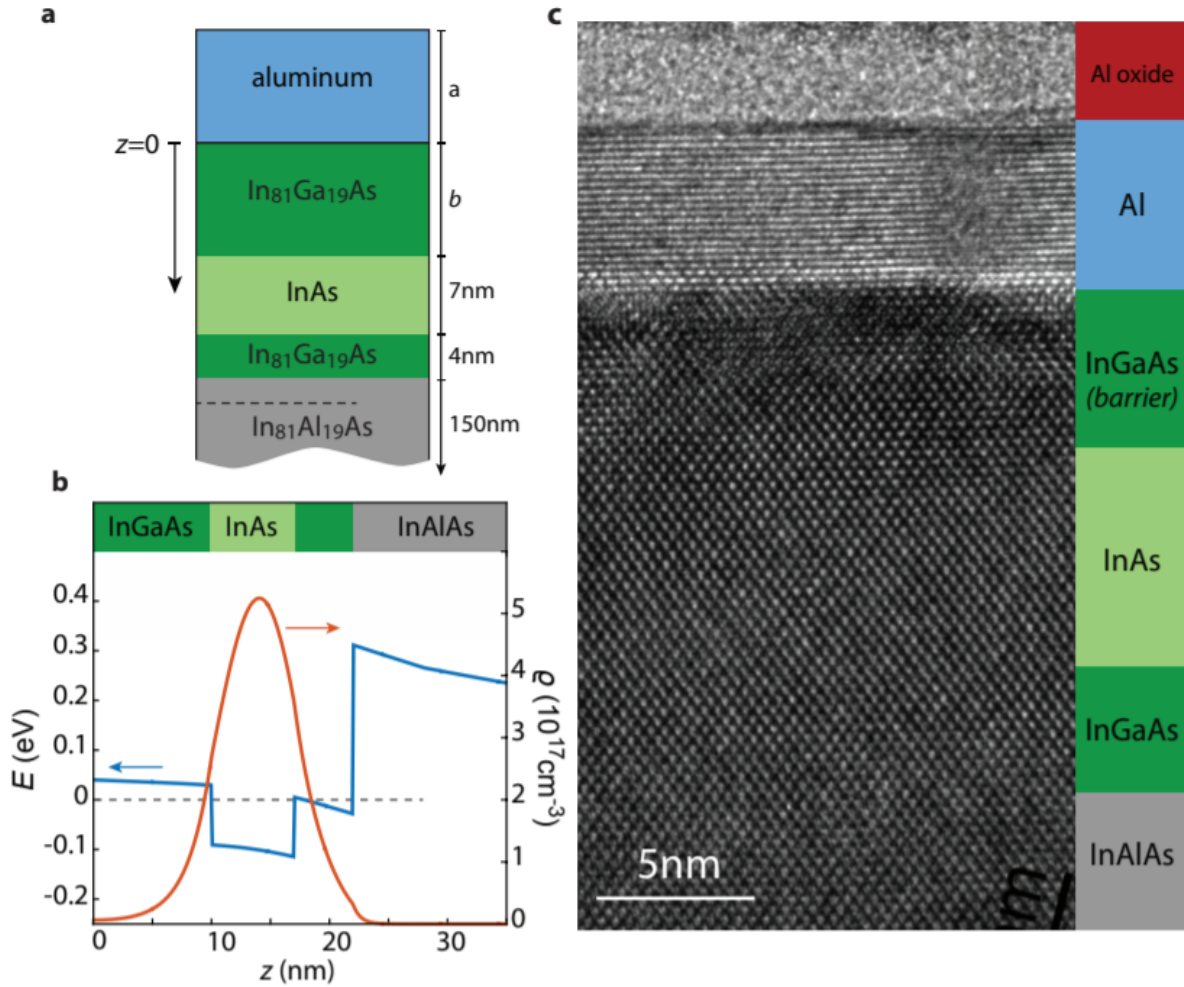 a
aluminum
a
z=0
In81Ga19As
b
InAs
7nm
In81Ga19As
4nm
In81Al19As
150nm
b
InGaAs
InAs
InAlAs
0.4
0.3
0.2
0.1
0
-0.1
-0.2
E (eV)
5
4
3
2
1
0
ϱ (10^17 cm^-3)
0
10
20
30
z (nm)
c
Al oxide
Al
InGaAs
(barrier)
InAs
InGaAs
InAlAs
5nm